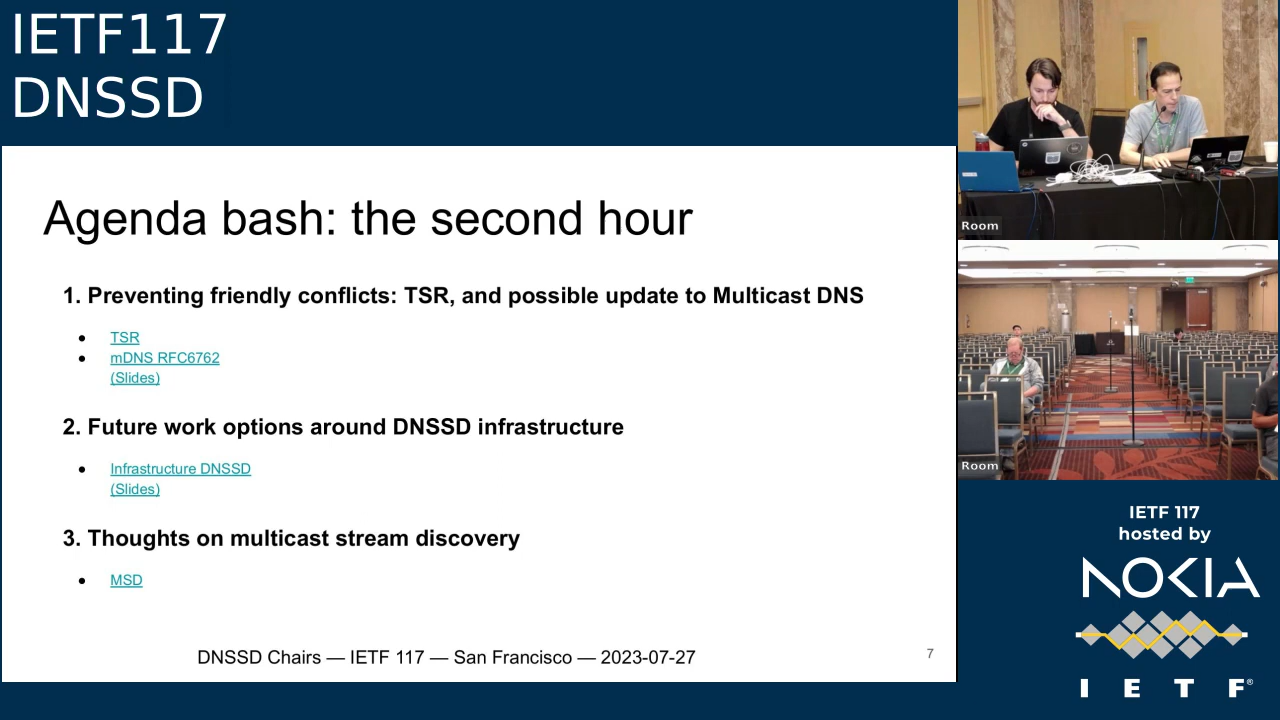 IETF117
DNSSD
Agenda bash: the second hour
1. Preventing friendly conflicts: TSR, and possible update to Multicast DNS
● TSR
● mDNS RFC6762
(Slides)
2. Future work options around DNSSD infrastructure
● Infrastructure DNSSD
(Slides)
3. Thoughts on multicast stream discovery
● MSD
DNSSD Chairs — IETF 117 — San Francisco — 2023-07-27
7
Room
Room
IETF 117
hosted by
NOKIA
I E T F®